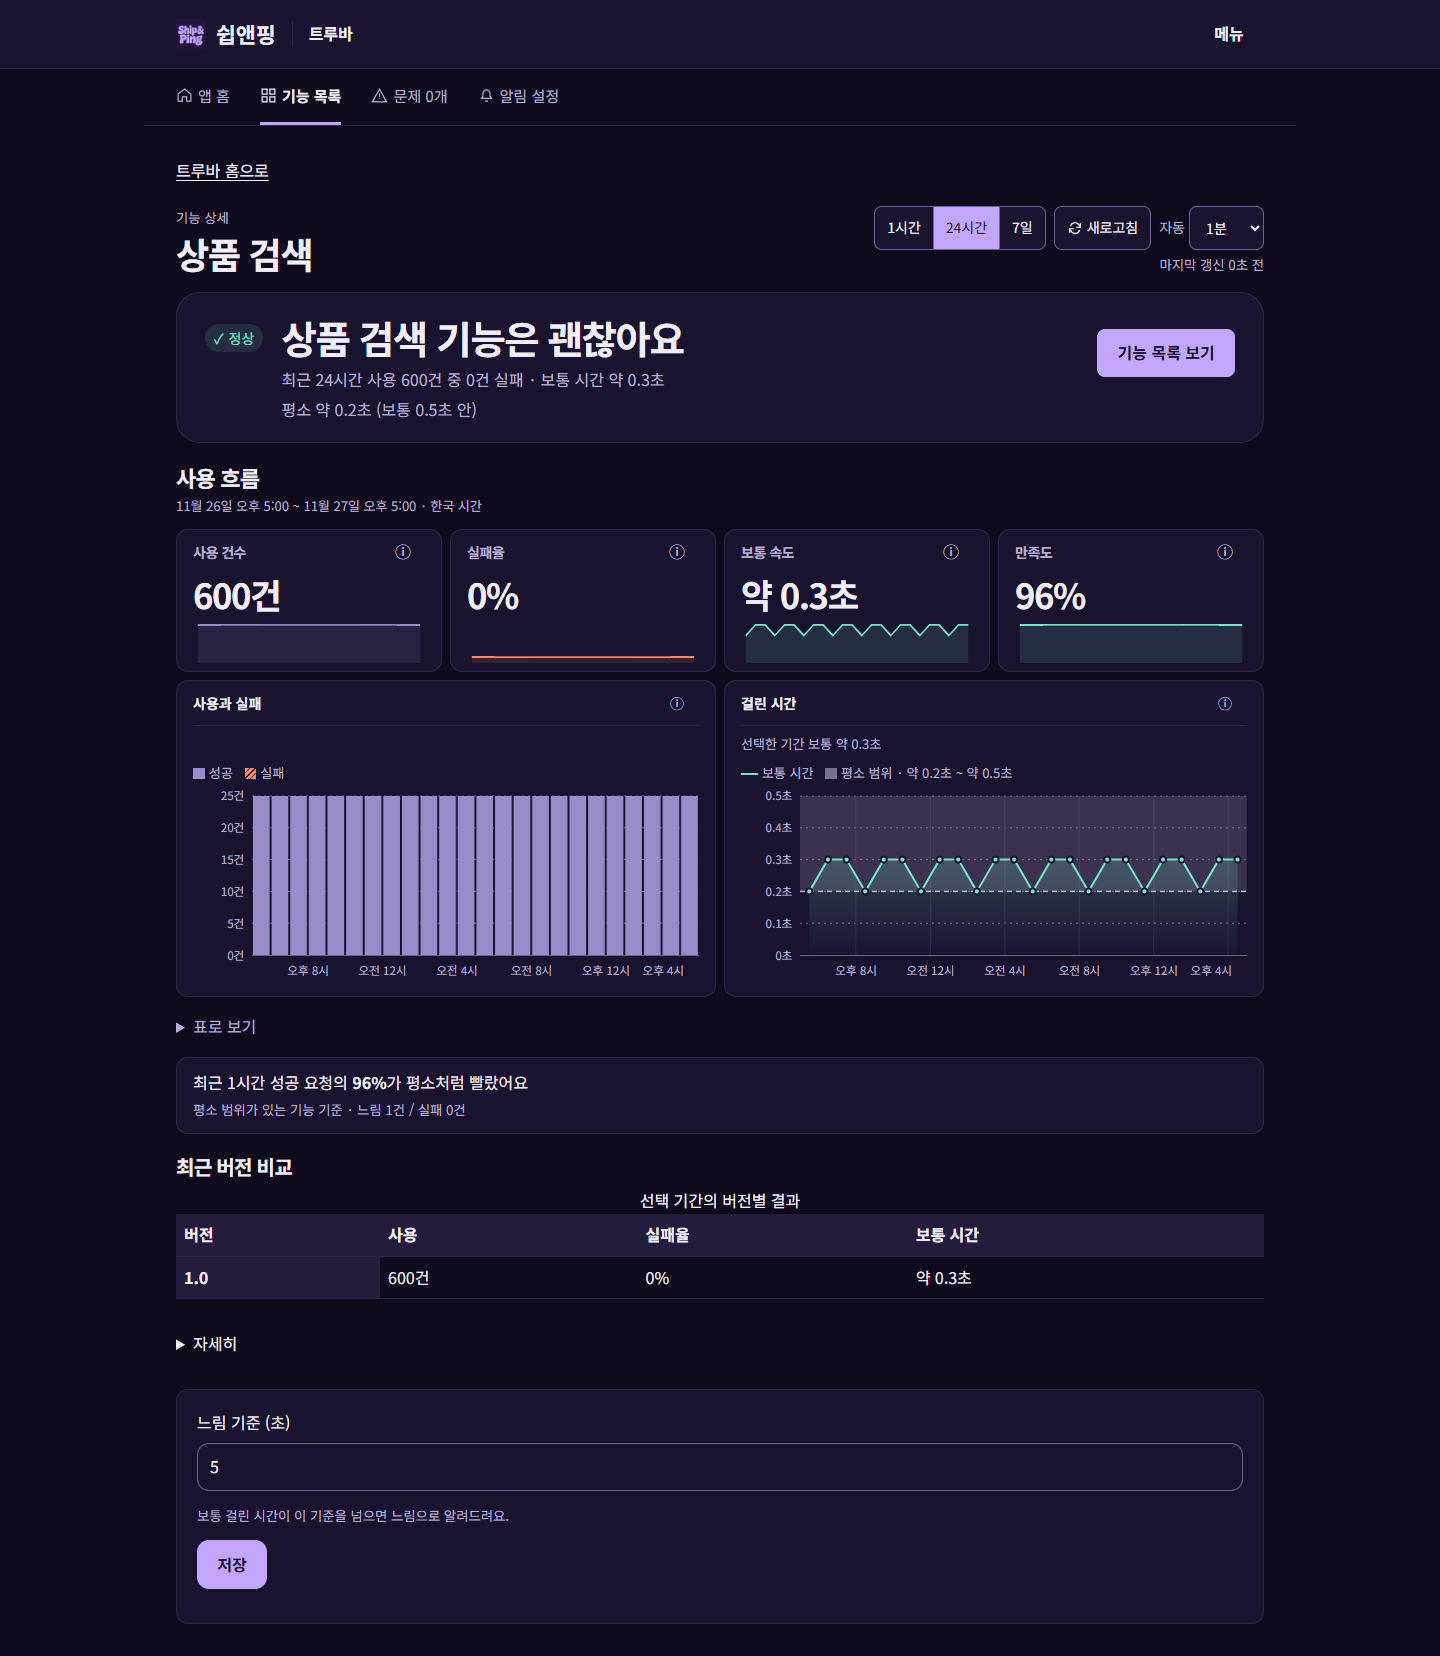 Ship& Ping 쉽앤핑 트루바 메뉴
앱 홈 기능 목록 문제 0개 알림 설정
트루바 홈으로
기능 상세
상품 검색
1시간 24시간 7일 새로고침 자동 1분
마지막 갱신 0초 전
✓ 정상 상품 검색 기능은 괜찮아요
최근 24시간 사용 600건 중 0건 실패 · 보통 시간 약 0.3초
평소 약 0.2초 (보통 0.5초 안)
기능 목록 보기
사용 흐름
11월 26일 오후 5:00 ~ 11월 27일 오후 5:00 · 한국 시간
사용 건수
600건
실패율
0%
보통 속도
약 0.3초
만족도
96%
사용과 실패
성공 실패
25건
20건
15건
10건
5건
0건
오후 8시 오전 12시 오전 4시 오전 8시 오후 12시 오후 4시
걸린 시간
선택한 기간 보통 약 0.3초
보통 시간 평소 범위 · 약 0.2초 ~ 약 0.5초
0.5초
0.4초
0.3초
0.2초
0.1초
0초
오후 8시 오전 12시 오전 4시 오전 8시 오후 12시 오후 4시
▶ 표로 보기
최근 1시간 성공 요청의 96%가 평소처럼 빨랐어요
평소 범위가 있는 기능 기준 · 느림 1건 / 실패 0건
최근 버전 비교
선택 기간의 버전별 결과
버전 사용 실패율 보통 시간
1.0 600건 0% 약 0.3초
▶ 자세히
느림 기준 (초)
5
보통 걸린 시간이 이 기준을 넘으면 느림으로 알려드려요.
저장